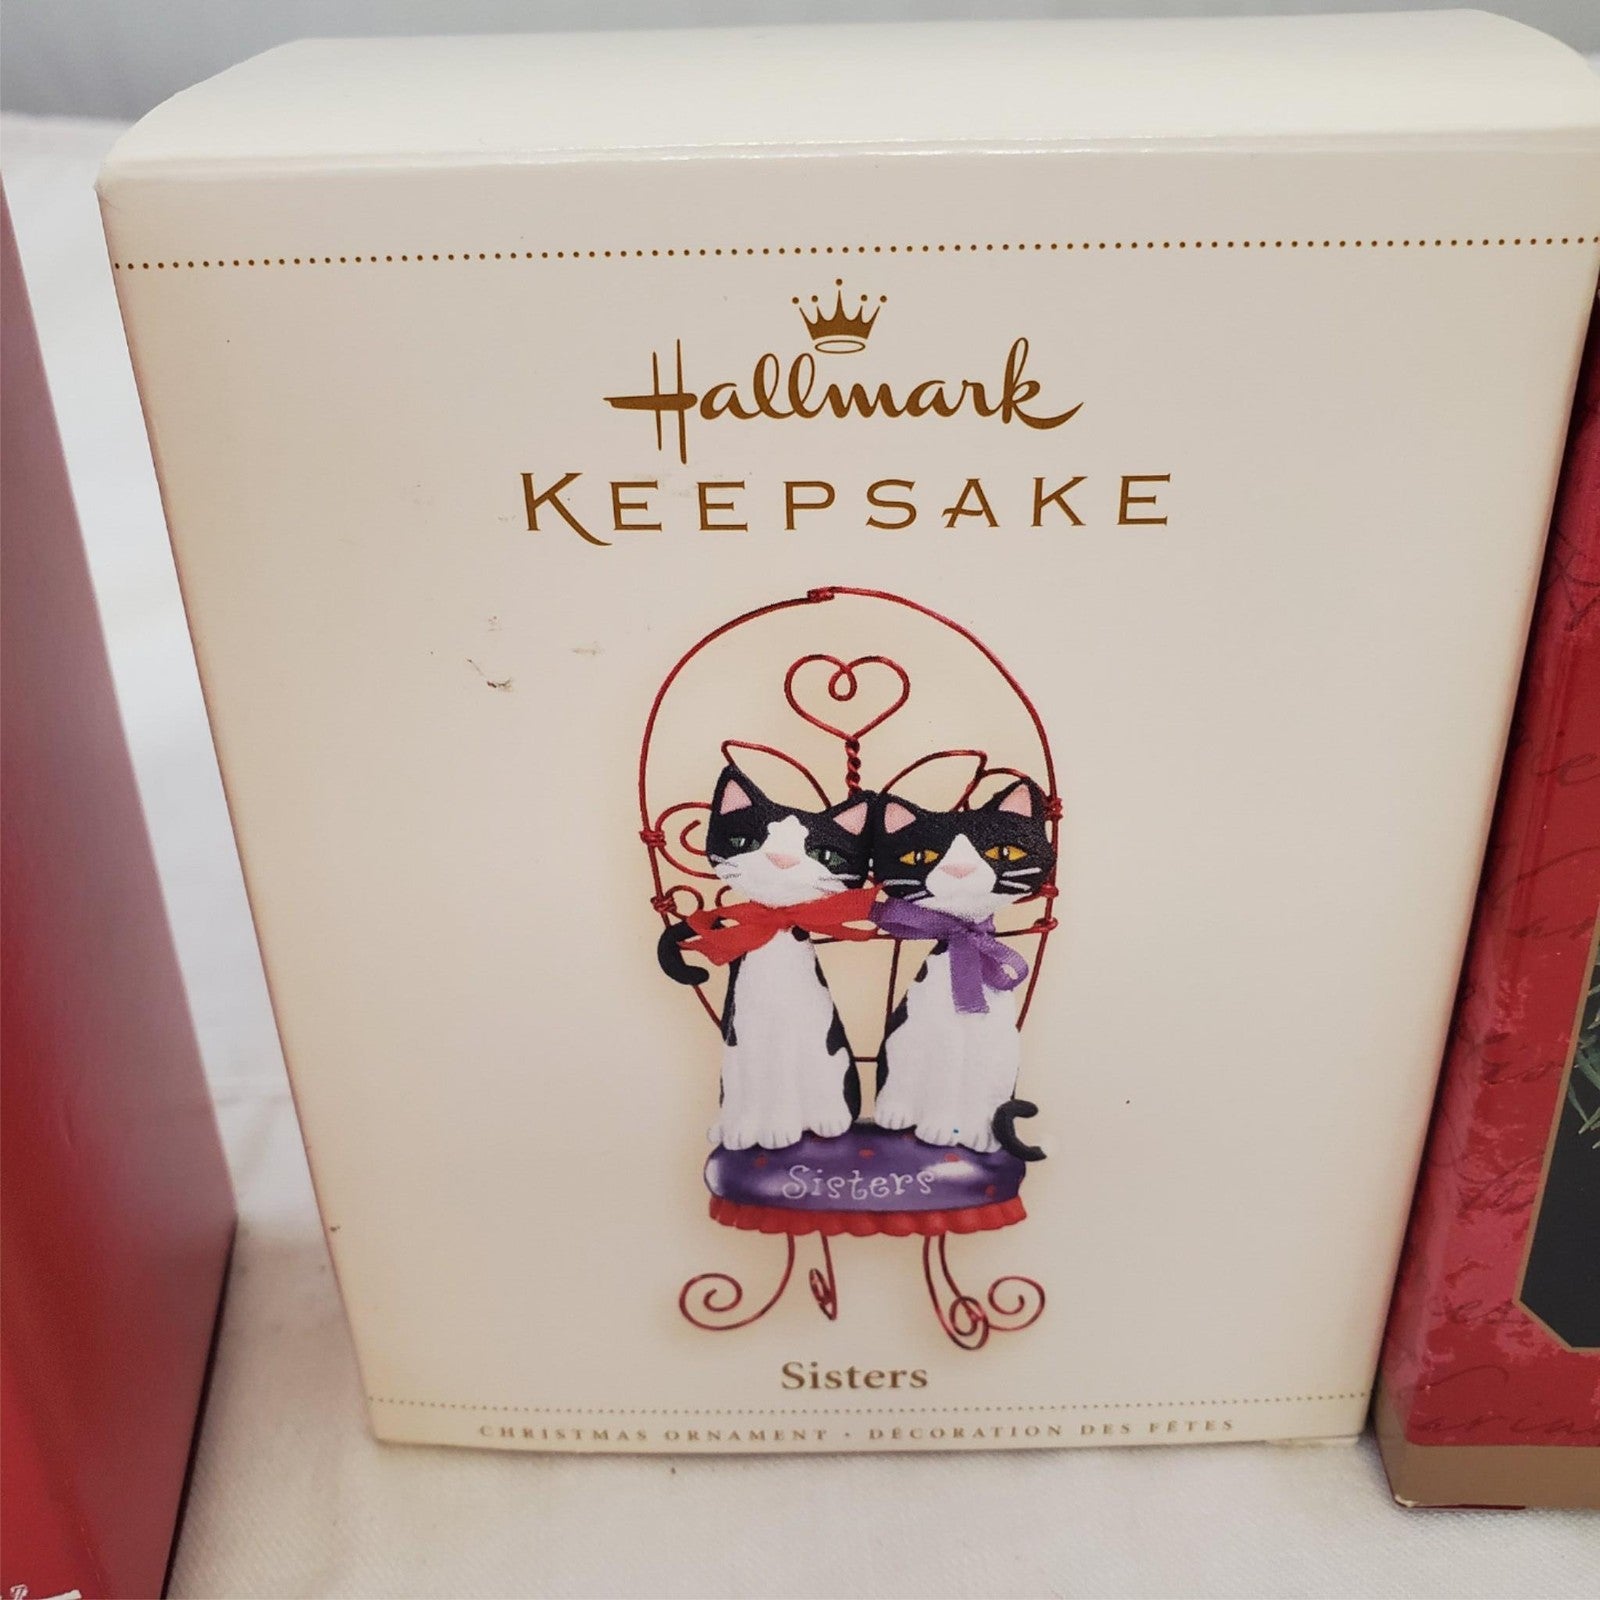 Hallmark
KEEPSAKE
Sisters
Sisters
CHRISTMAS ORNAMENT • DÉCORATION DES FÊTES